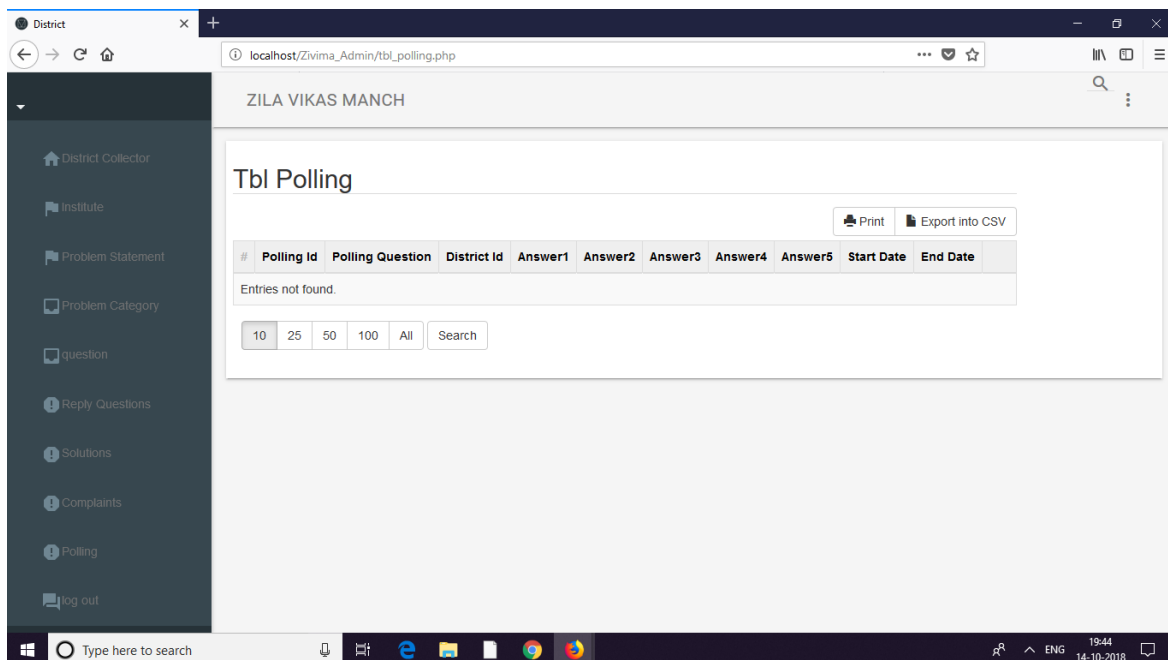 District
localhost/Zivima_Admin/tbl_polling.php
ZILA VIKAS MANCH
District Collector
Institute
Problem Statement
Problem Category
question
Reply Questions
Solutions
Complaints
Polling
log out
Tbl Polling
Print Export into CSV
# Polling Id Polling Question District Id Answer1 Answer2 Answer3 Answer4 Answer5 Start Date End Date
Entries not found.
10 25 50 100 All Search
Type here to search
ENG
19:44
14-10-2018